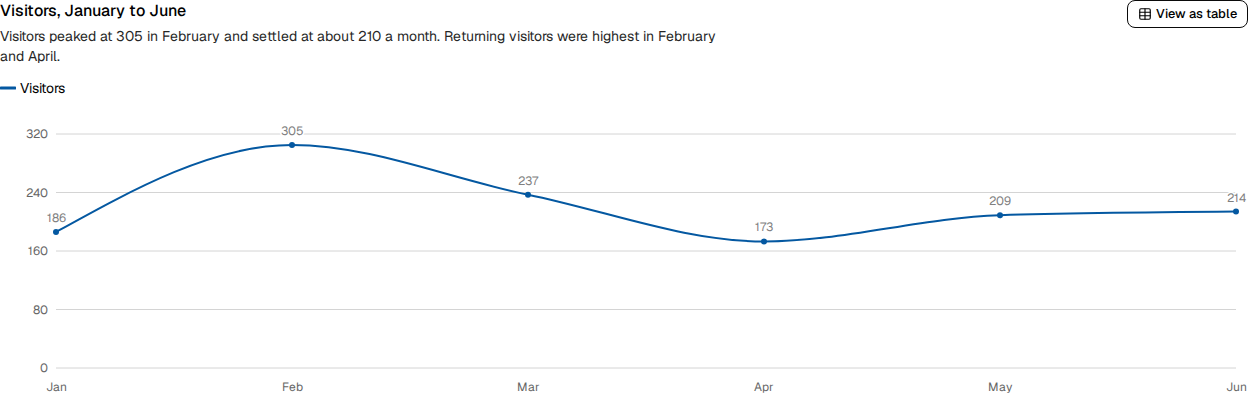 Visitors, January to June
View as table
Visitors peaked at 305 in February and settled at about 210 a month. Returning visitors were highest in February
and April.
Visitors
320
240
160
80
0
186
305
237
173
209
214
Jan
Feb
Mar
Apr
May
Jun